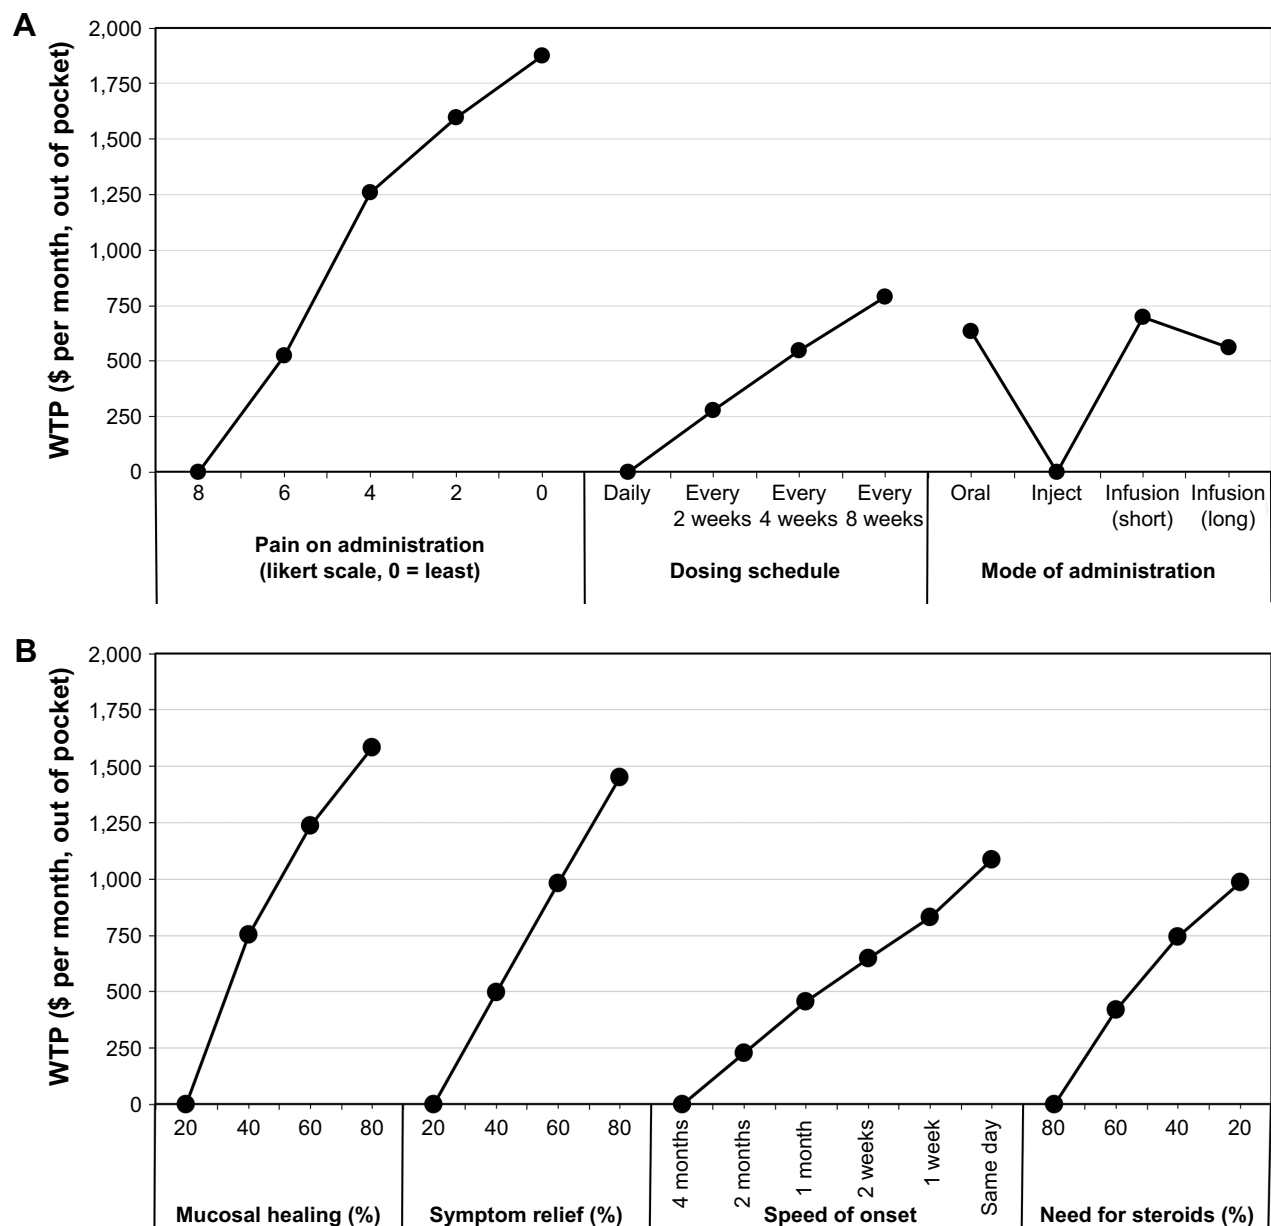 A
WTP ($ per month, out of pocket)
2,000
1,750
1,500
1,250
1,000
750
500
250
0
8 6 4 2 0
Pain on administration
(likert scale, 0 = least)
Daily Every Every Every
2 weeks 4 weeks 8 weeks
Dosing schedule
Oral Inject Infusion Infusion
(short) (long)
Mode of administration
B
WTP ($ per month, out of pocket)
2,000
1,750
1,500
1,250
1,000
750
500
250
0
20 40 60 80
Mucosal healing (%)
20 40 60 80
Symptom relief (%)
4 months
2 months
1 month
2 weeks
1 week
Same day
Speed of onset
80 60 40 20
Need for steroids (%)